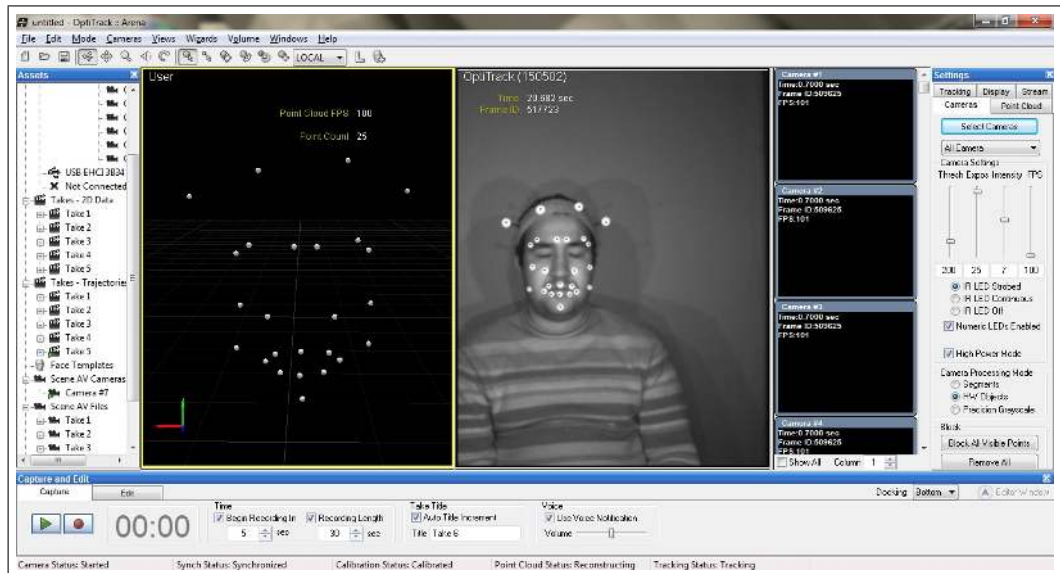 untitled - OptiTrack :: Arena
File Edit Mode Cameras Views Wizards Volume Windows Help
LOCAL
Assets
USB EHCI 3B34
Not Connected
Takes - 2D Data
Take 1
Take 2
Take 3
Take 4
Take 5
Takes - Trajectories
Take 1
Take 2
Take 3
Take 4
Take 5
Face Templates
Scene AV Cameras
Camera #7
Scene AV Files
Take 1
Take 2
Take 3
User
Point Cloud FPS 100
Point Count 25
OptiTrack (150502)
Time 20.682 sec
Frame ID: 517723
Camera #1
Time:0.7000 sec
Frame ID:509625
FPS:101
Camera #2
Time:0.7000 sec
Frame ID:509625
FPS:101
Camera #3
Time:0.7000 sec
Frame ID:509625
FPS:101
Camera #4
Time:0.7000 sec
Frame ID:509625
FPS:101
Show All Column 1
Settings
Tracking Display Stream
Cameras Point Cloud
Select Cameras
All Camera
Camera Settings
Thresh Expos Intensity FPS
200 25 7 100
IR LED Strobed
IR LED Continuous
IR LED Off
Numeric LEDs Enabled
High Power Mode
Camera Processing Mode
Segments
HW Objects
Precision Greyscale
Block
Block All Visible Points
Remove All
Capture and Edit
Capture Edit
Docking Bottom Editor Window
00:00
Time
Begin Recording In Recording Length
5 sec 30 sec
Take Title
Auto Title Increment
Title Take 6
Voice
Use Voice Notification
Volume
Camera Status: Started Synch Status: Synchronized Calibration Status: Calibrated Point Cloud Status: Reconstructing Tracking Status: Tracking